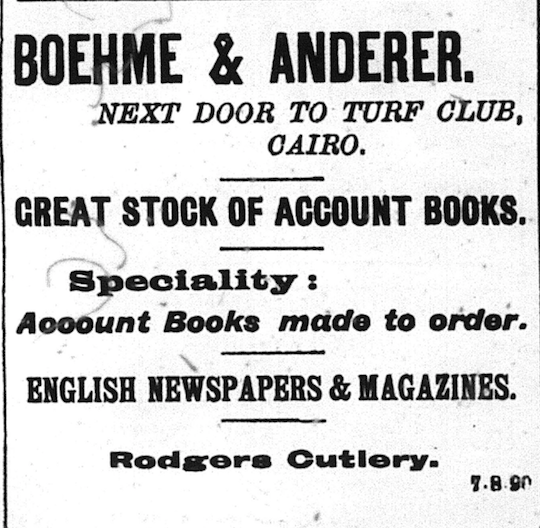 BOEHME & ANDERER.
NEXT DOOR TO TURF CLUB,
CAIRO.
GREAT STOCK OF ACCOUNT BOOKS.
Speciality:
Account Books made to order.
ENGLISH NEWSPAPERS & MAGAZINES.
Rodgers Cutlery.
7.8.90